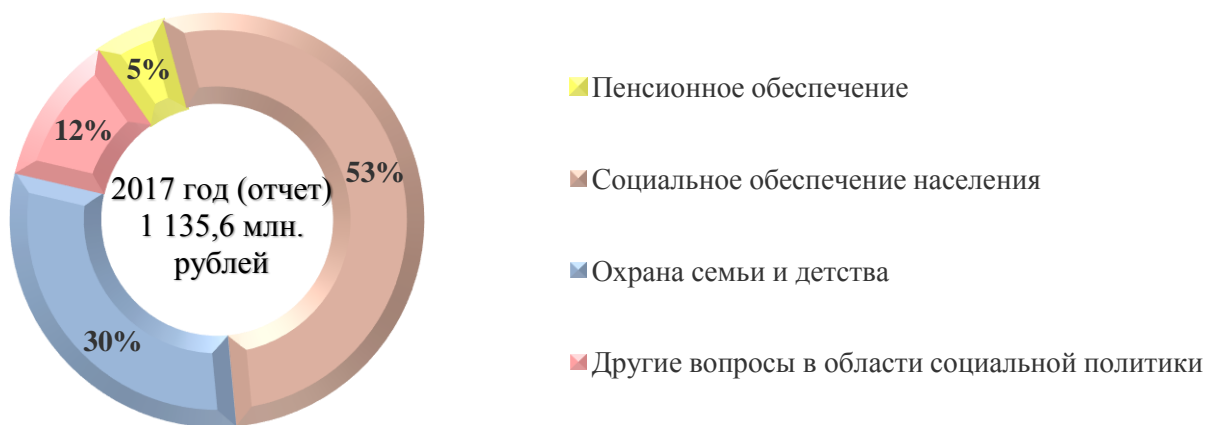 5%
12%
53%
2017 год (отчет)
1 135,6 млн.
рублей
30%
Пенсионное обеспечение
Социальное обеспечение населения
Охрана семьи и детства
Другие вопросы в области социальной политики